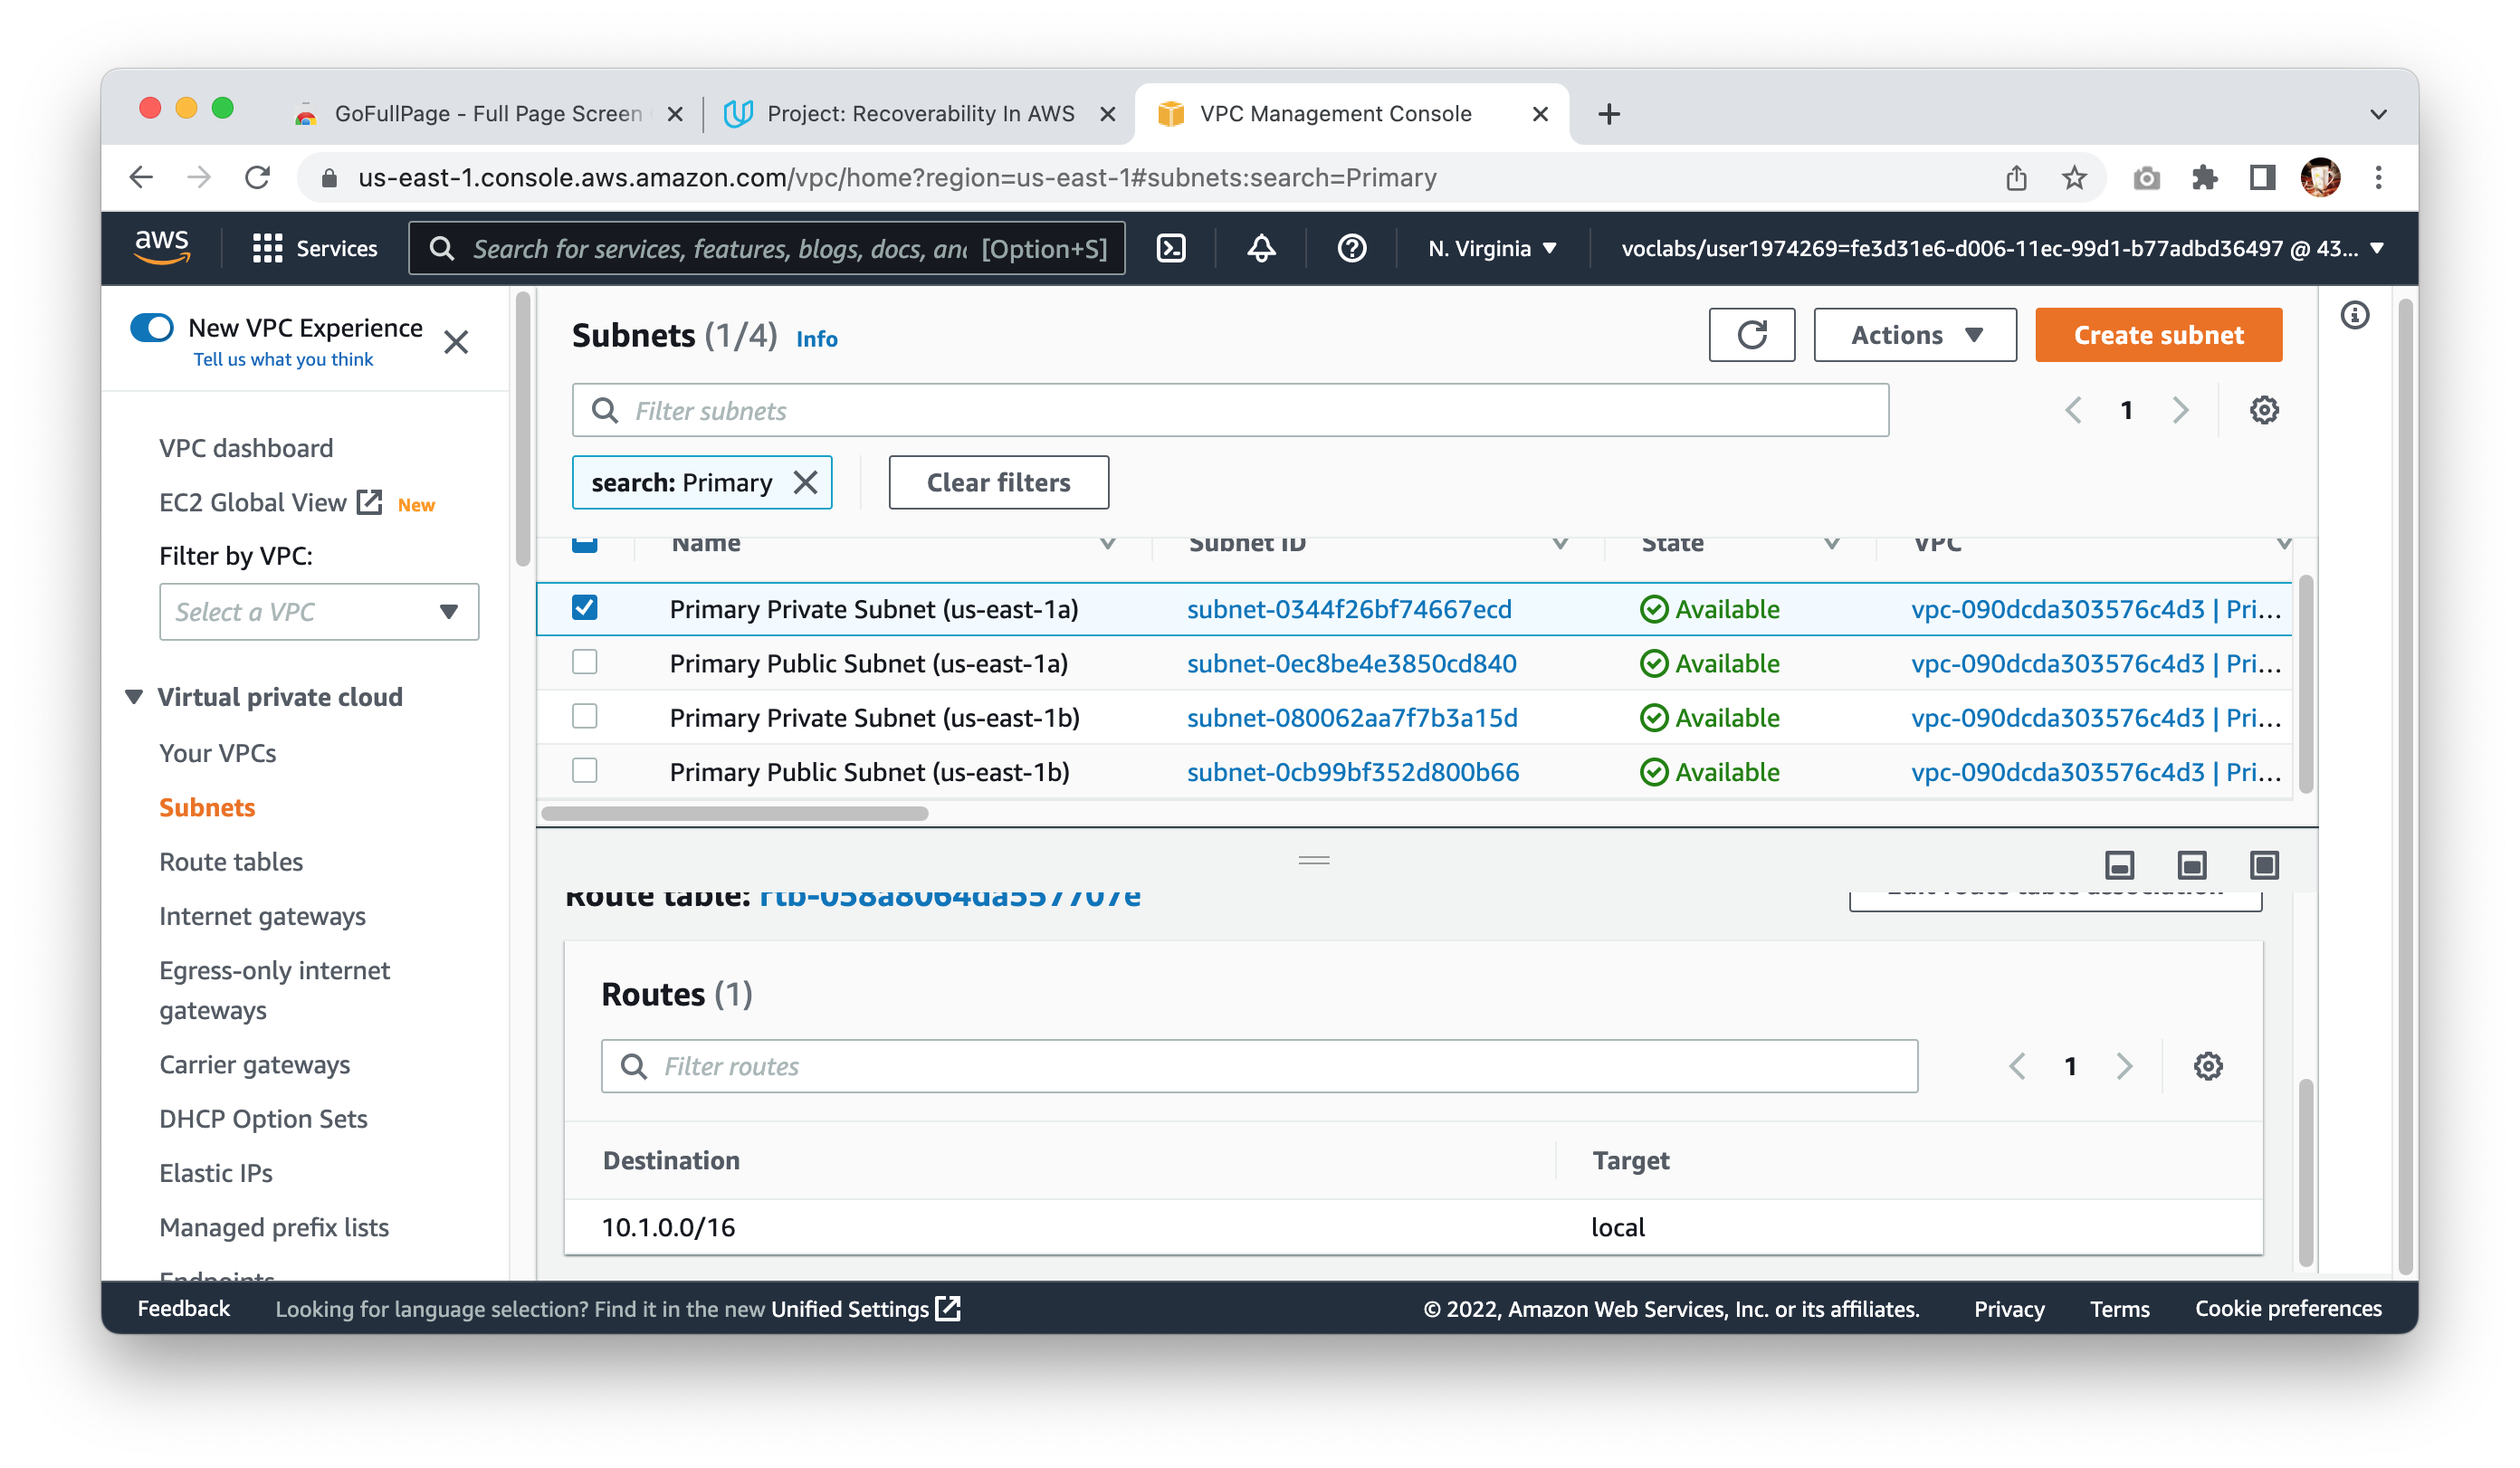 GoFullPage - Full Page Screen
Project: Recoverability In AWS
VPC Management Console
us-east-1.console.aws.amazon.com/vpc/home?region=us-east-1#subnets:search=Primary
aws
Services
Search for services, features, blogs, docs, anc [Option+S]
N. Virginia
voclabs/user1974269=fe3d31e6-d006-11ec-99d1-b77adbd36497 @ 43...
New VPC Experience
Tell us what you think
VPC dashboard
EC2 Global View New
Filter by VPC:
Select a VPC
Virtual private cloud
Your VPCs
Subnets
Route tables
Internet gateways
Egress-only internet
gateways
Carrier gateways
DHCP Option Sets
Elastic IPs
Managed prefix lists
Endpoints
Subnets (1/4) Info
Actions
Create subnet
Filter subnets
1
search: Primary
Clear filters
Name Subnet ID State VPC
Primary Private Subnet (us-east-1a) subnet-0344f26bf74667ecd Available vpc-090dcda303576c4d3 | Pri...
Primary Public Subnet (us-east-1a) subnet-0ec8be4e3850cd840 Available vpc-090dcda303576c4d3 | Pri...
Primary Private Subnet (us-east-1b) subnet-080062aa7f7b3a15d Available vpc-090dcda303576c4d3 | Pri...
Primary Public Subnet (us-east-1b) subnet-0cb99bf352d800b66 Available vpc-090dcda303576c4d3 | Pri...
Route table: rtb-058a8064da557707e
Edit route table association
Routes (1)
Filter routes
1
Destination Target
10.1.0.0/16 local
Feedback
Looking for language selection? Find it in the new Unified Settings
© 2022, Amazon Web Services, Inc. or its affiliates.
Privacy
Terms
Cookie preferences